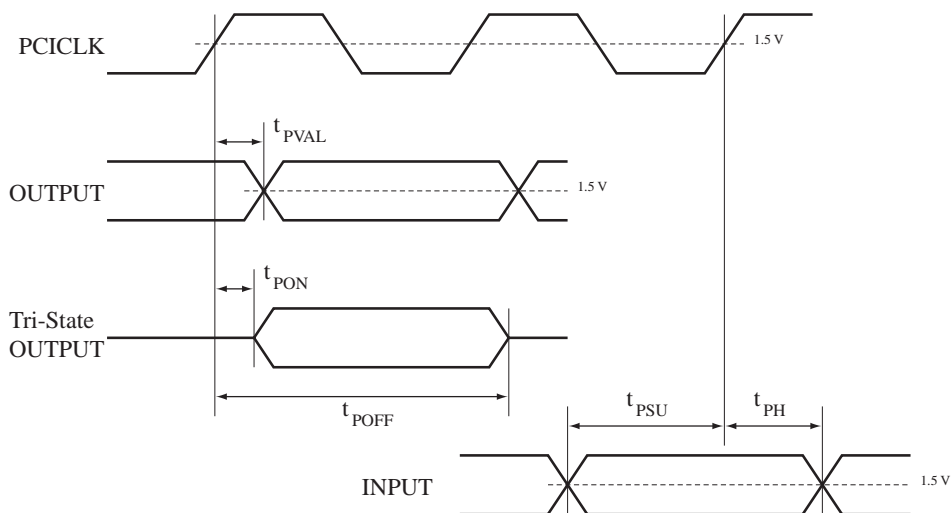 PCICLK
1.5 V
t PVAL
OUTPUT
1.5 V
t PON
Tri-State
OUTPUT
t POFF
t PSU
t PH
INPUT
1.5 V